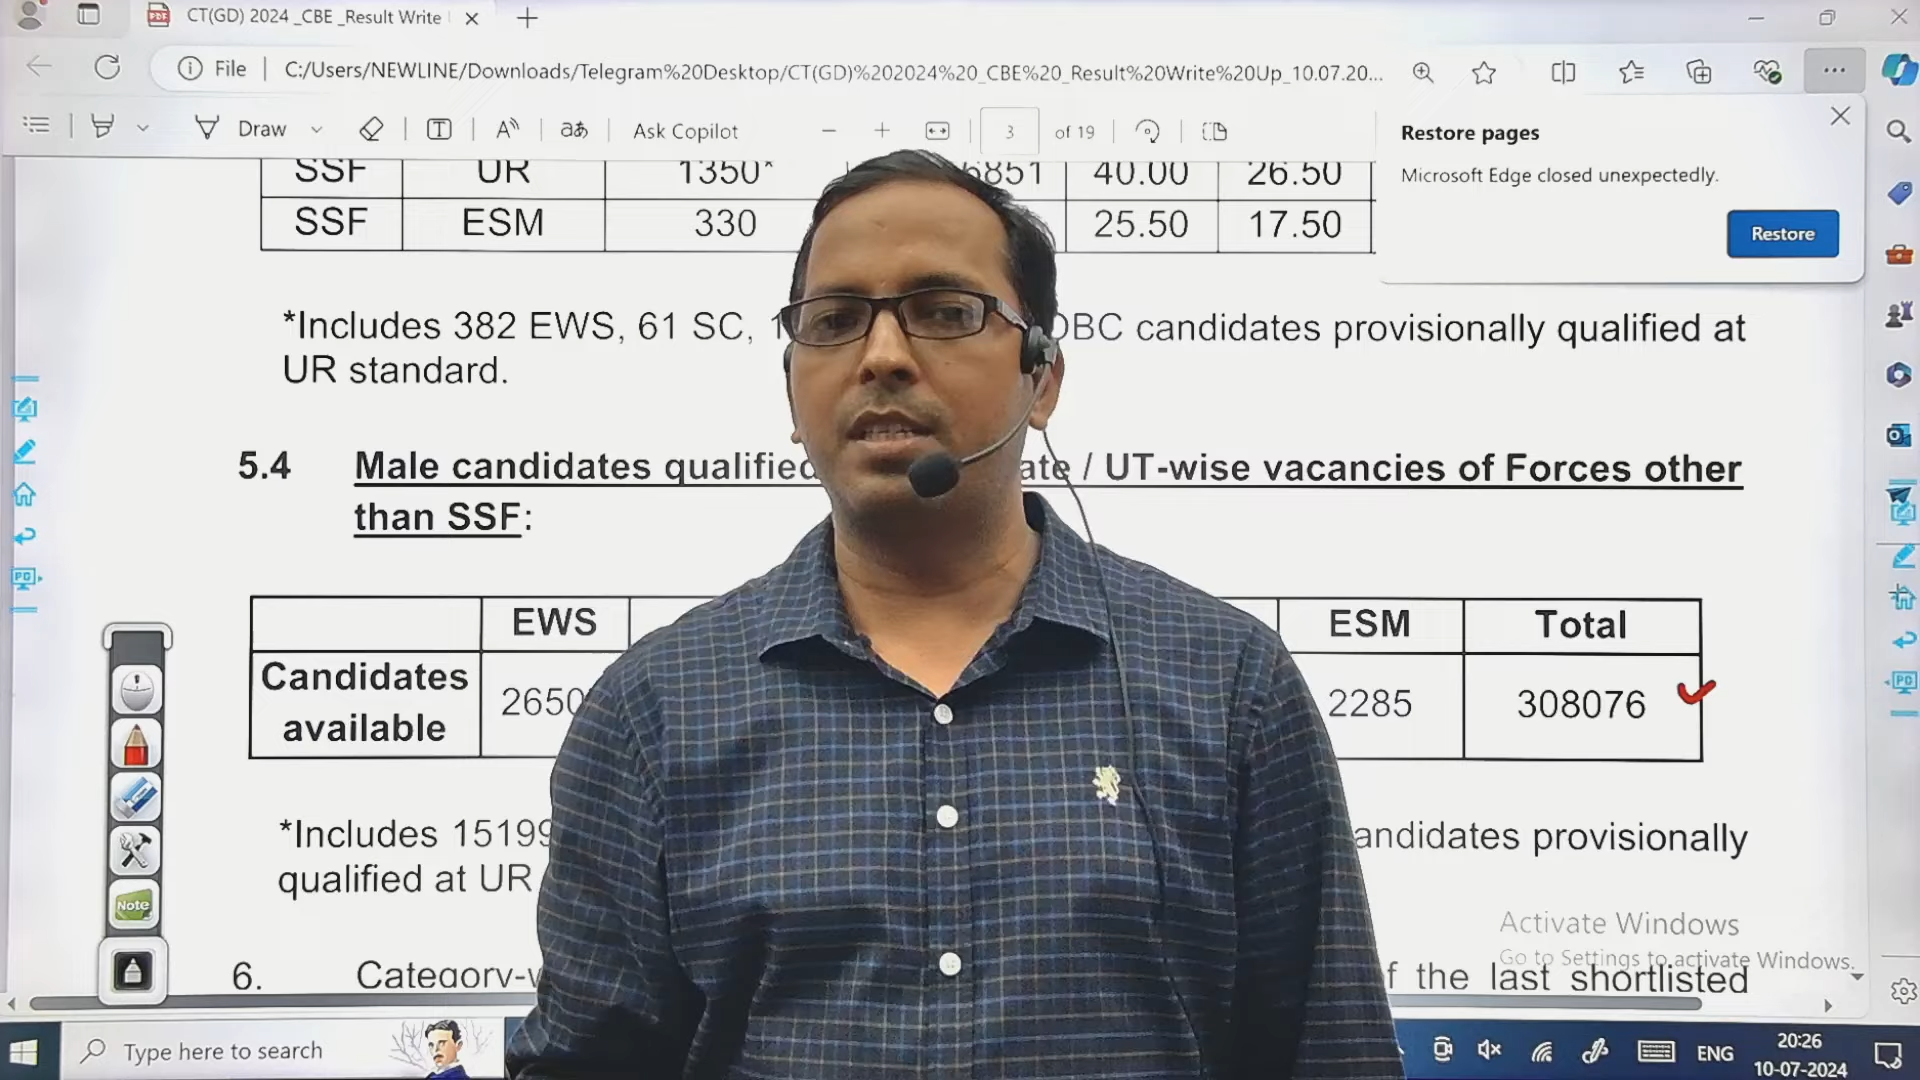 CT(GD) 2024 _CBE _Result Write
File
C:/Users/NEWLINE/Downloads/Telegram%20Desktop/CT(GD)%202024%20_CBE%20_Result%20Write%20Up_10.07.20...
Draw
aあ
Ask Copilot
3 of 19
Restore pages
Microsoft Edge closed unexpectedly.
Restore
SSF UR 1350* 40.00 26.50
SSF ESM 330 25.50 17.50
*Includes 382 EWS, 61 SC, candidates provisionally qualified at
UR standard.
5.4 Male candidates qualified / UT-wise vacancies of Forces other
than SSF:
EWS ESM Total
Candidates
available
2285 308076
*Includes provisionally
qualified at UR
6. of the last shortlisted
Activate Windows
Go to Settings to activate Windows.
Note
Type here to search
ENG
20:26
10-07-2024